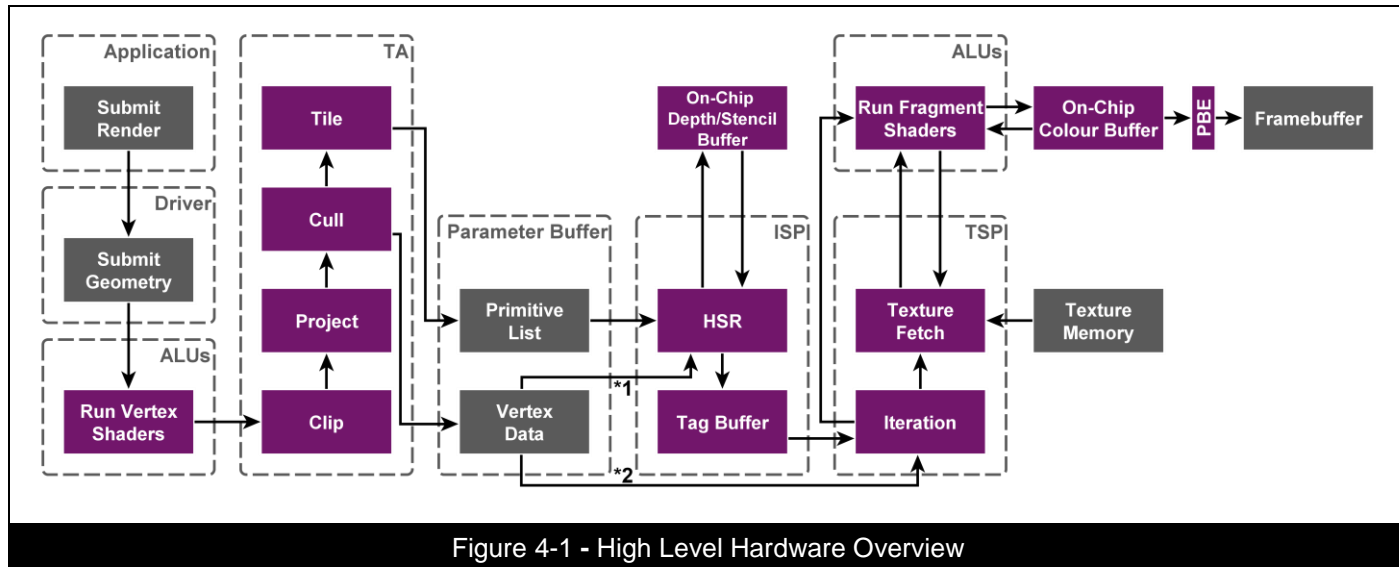 Application
Submit
Render
Driver
Submit
Geometry
ALUs
Run Vertex
Shaders
TA
Tile
Cull
Project
Clip
Parameter Buffer
Primitive
List
Vertex
Data
*1
*2
On-Chip
Depth/Stencil
Buffer
ISP
HSR
Tag Buffer
ALUs
Run Fragment
Shaders
TSP
Texture
Fetch
Iteration
On-Chip
Colour Buffer
PBE
Framebuffer
Texture
Memory
Figure 4-1 - High Level Hardware Overview